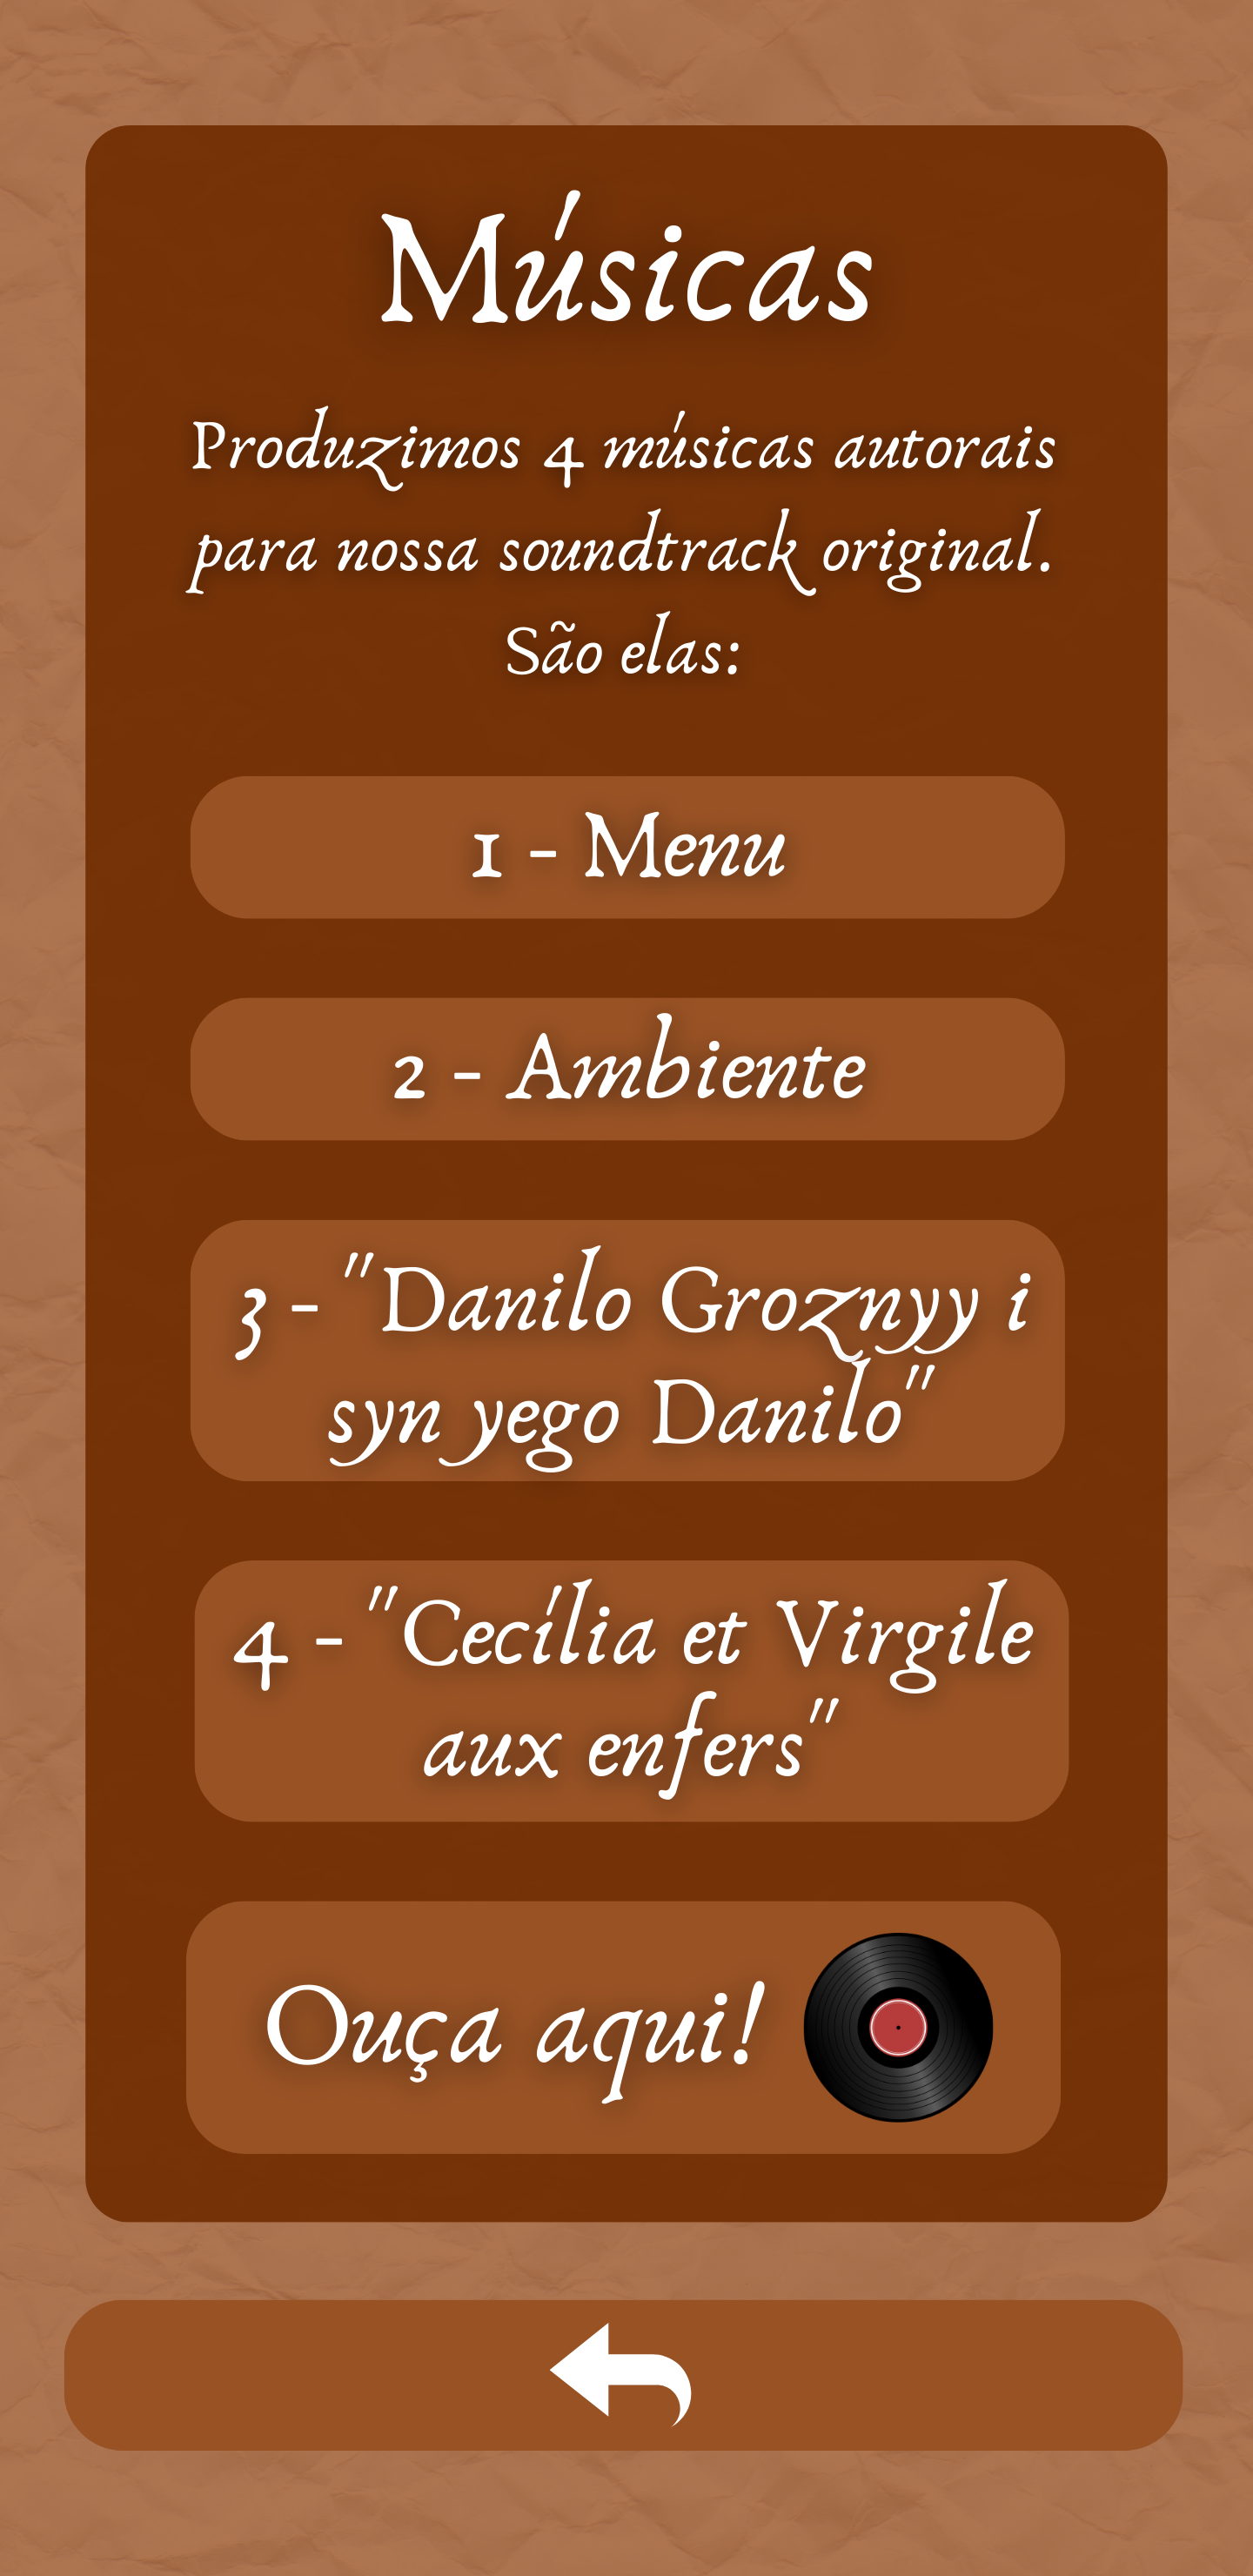 Músicas
Produzimos 4 músicas autorais
para nossa soundtrack original.
São elas:
1 - Menu
2 - Ambiente
3 - "Danilo Groznyy i
syn yego Danilo"
4 - "Cecília et Virgile
aux enfers"
Ouça aqui!